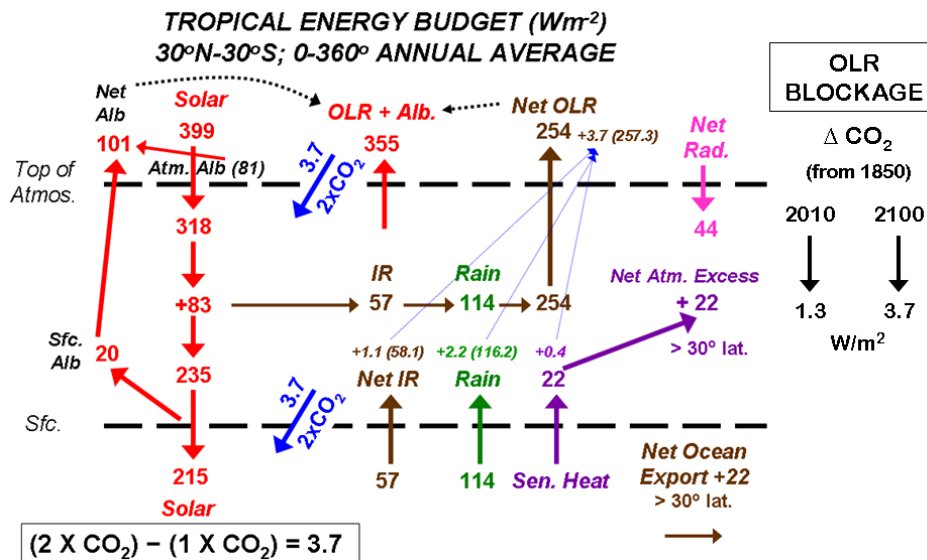 TROPICAL ENERGY BUDGET (Wm-2)
30°N-30°S; 0-360° ANNUAL AVERAGE
OLR
BLOCKAGE
Δ CO2
(from 1850)
2010 2100
1.3 3.7
W/m2
Net
Alb
Solar
OLR + Alb.
Net OLR
101
399
355
254
+3.7 (257.3)
Net
Rad.
Atm. Alb (81)
3.7
2xCO2
Top of
Atmos.
318
44
IR
Rain
Net Atm. Excess
+83
57
114
254
+ 22
> 30° lat.
Sfc.
Alb
20
+1.1 (58.1)
+2.2 (116.2)
+0.4
235
Net IR
Rain
22
3.7
2xCO2
Sfc.
215
Solar
57
114
Sen. Heat
Net Ocean
Export +22
> 30° lat.
(2 X CO2) – (1 X CO2) = 3.7